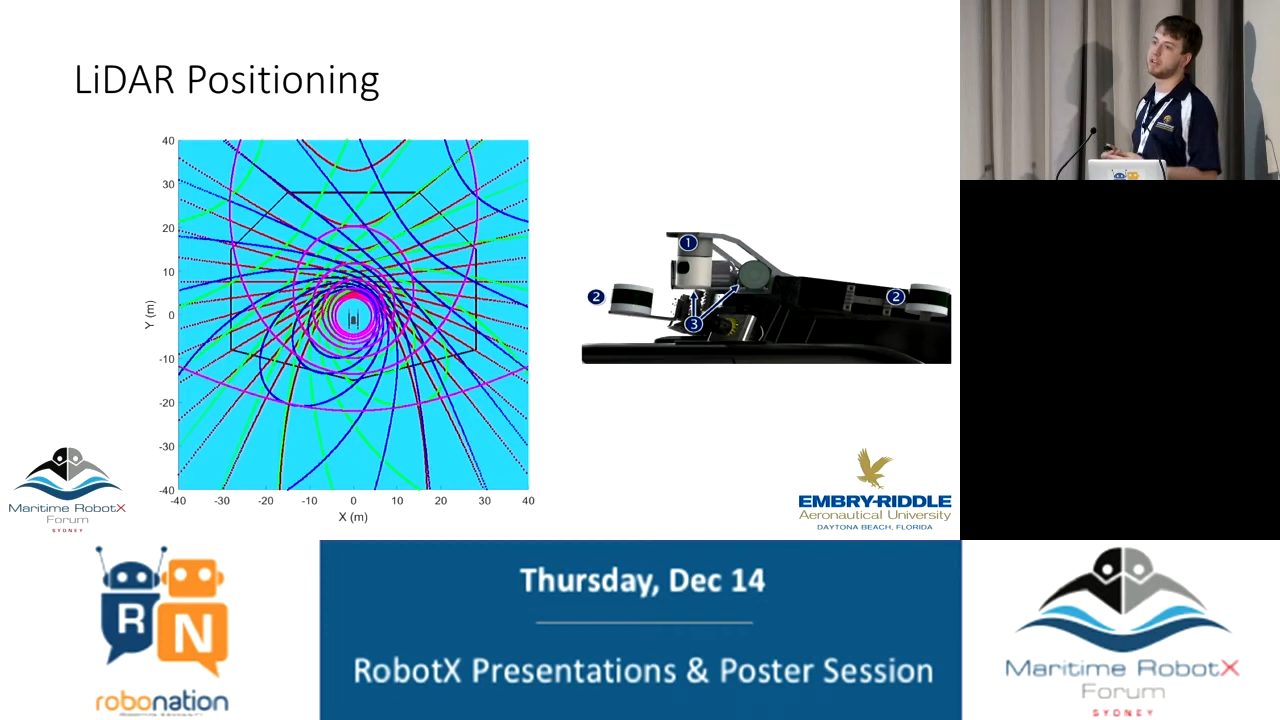 LiDAR Positioning
40
30
20
10
0
-10
-20
-30
-40
Y (m)
-40 -30 -20 -10 0 10 20 30 40
X (m)
1
2
2
3
Maritime RobotX
Forum
SYDNEY
EMBRY-RIDDLE
Aeronautical University
DAYTONA BEACH, FLORIDA
RN
robonation
Thursday, Dec 14
RobotX Presentations & Poster Session
Maritime RobotX
Forum
SYDNEY